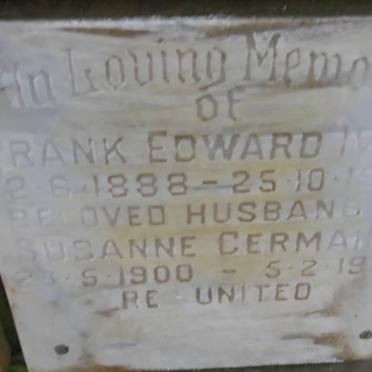 In Loving Memo
of
RANK EDWARD
2·6·1888 – 25·10·19
BELOVED HUSBAND
SUSANNE CERMA
5·1900 – 5·2·19
RE UNITED